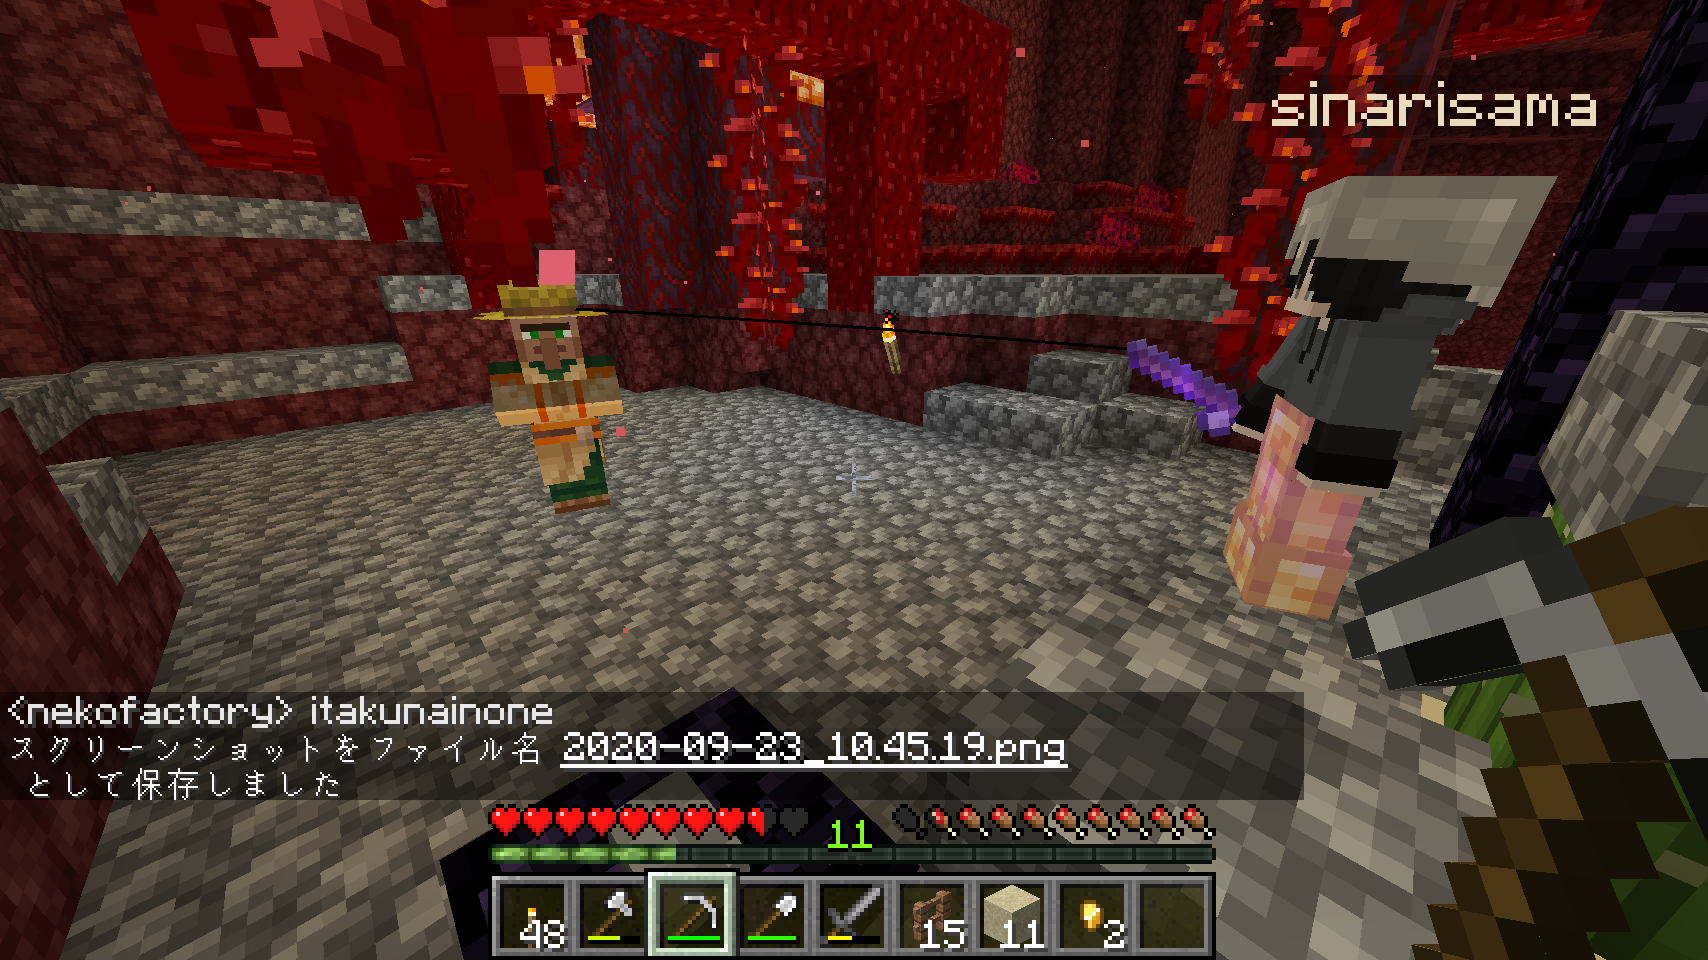 sinarisama
<nekofactory> itakunainone
スクリーンショットをファイル名 2020-09-23_10.45.19.png
として保存しました
11
48
15
11
2